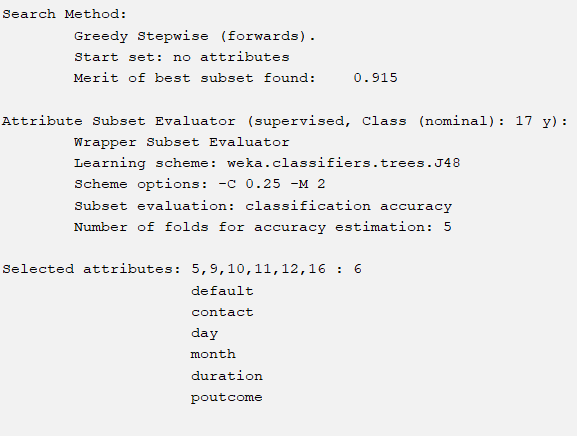 Search Method:
Greedy Stepwise (forwards).
Start set: no attributes
Merit of best subset found:    0.915
Attribute Subset Evaluator (supervised, Class (nominal): 17 y):
Wrapper Subset Evaluator
Learning scheme: weka.classifiers.trees.J48
Scheme options: -C 0.25 -M 2
Subset evaluation: classification accuracy
Number of folds for accuracy estimation: 5
Selected attributes: 5,9,10,11,12,16 : 6
default
contact
day
month
duration
poutcome